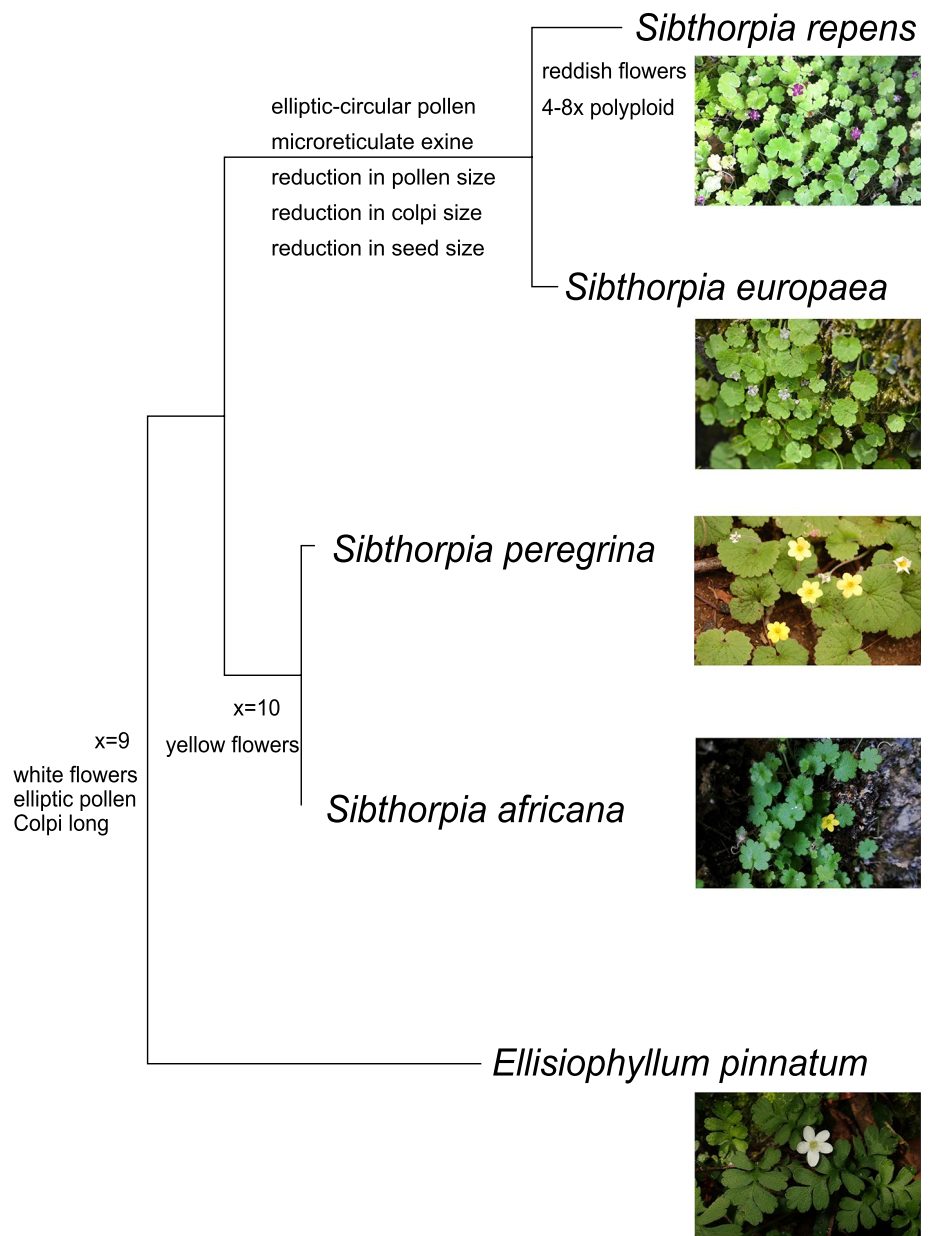 Sibthorpia repens
reddish flowers
4-8x polyploid
elliptic-circular pollen
microreticulate exine
reduction in pollen size
reduction in colpi size
reduction in seed size
Sibthorpia europaea
Sibthorpia peregrina
x=10
yellow flowers
x=9
white flowers
elliptic pollen
Colpi long
Sibthorpia africana
Ellisiophyllum pinnatum